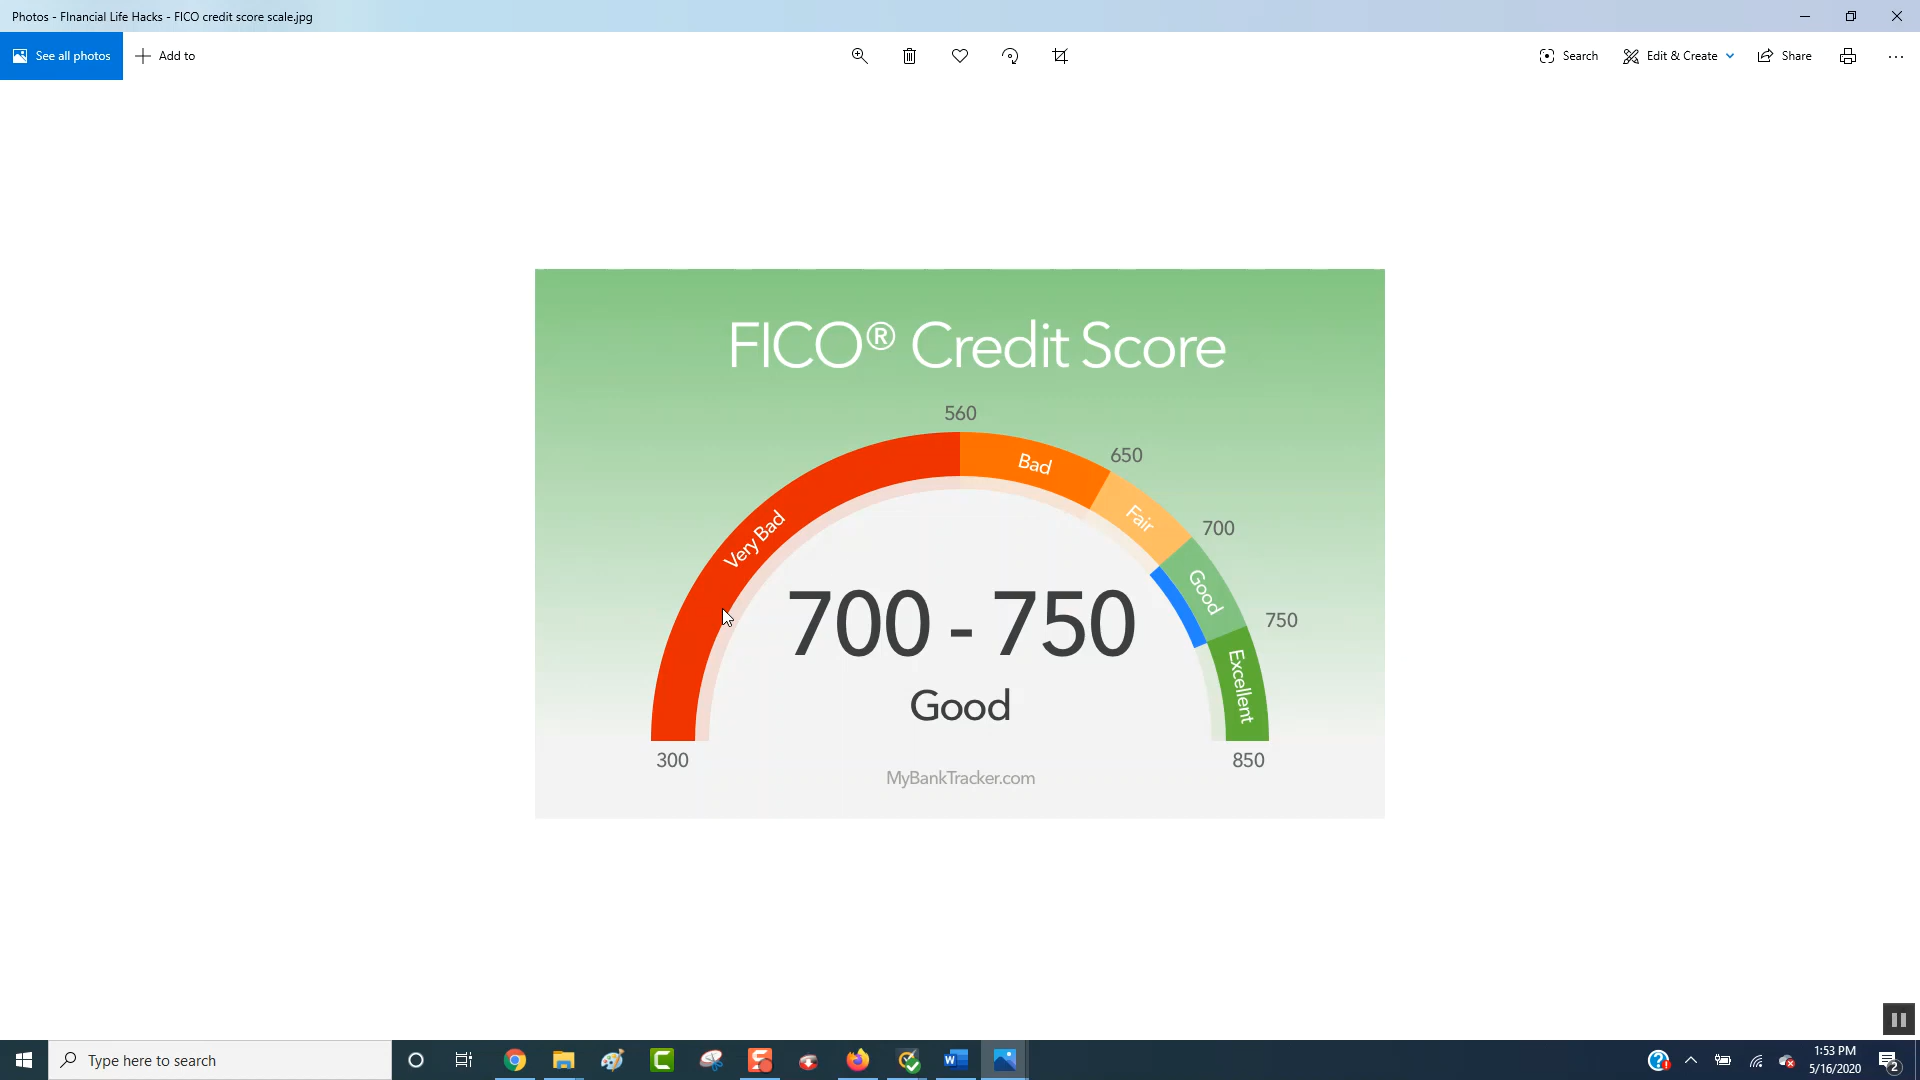 Photos - FInancial Life Hacks - FICO credit score scale.jpg
See all photos
Add to
Search
Edit & Create
Share
FICO® Credit Score
560
Bad
650
Fair
700
Very Bad
Good
700 - 750
750
Excellent
Good
300
850
MyBankTracker.com
Type here to search
1:53 PM
5/16/2020
2